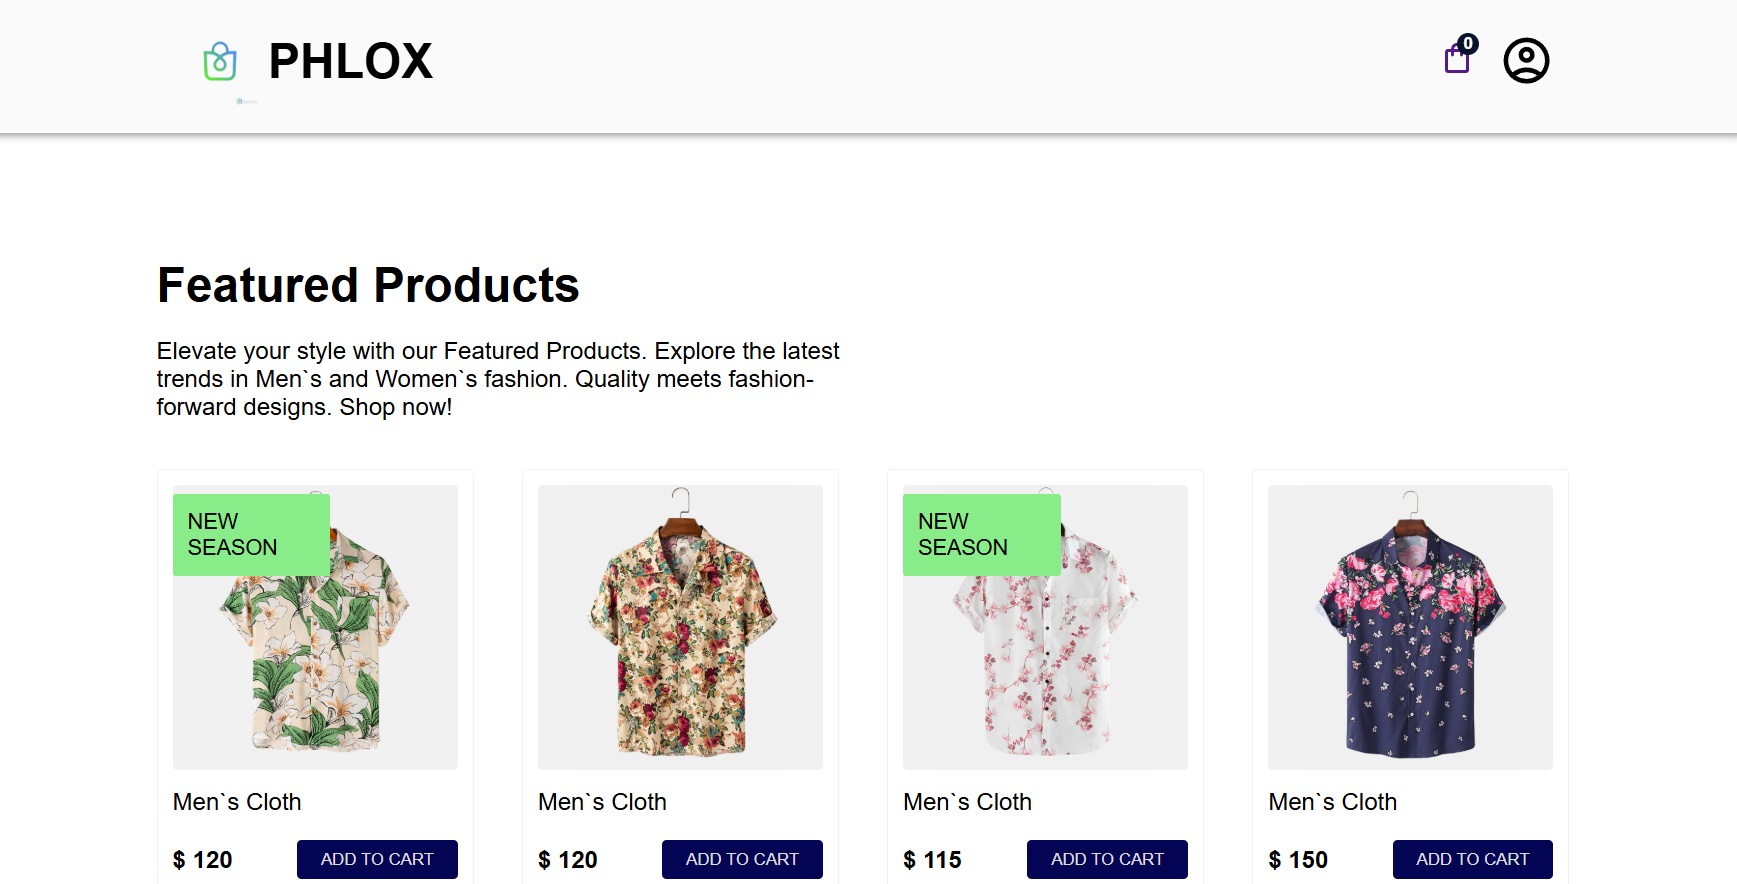 PHLOX
0
Featured Products
Elevate your style with our Featured Products. Explore the latest
trends in Men`s and Women`s fashion. Quality meets fashion-
forward designs. Shop now!
NEW
SEASON
NEW
SEASON
Men`s Cloth
Men`s Cloth
Men`s Cloth
Men`s Cloth
$ 120
ADD TO CART
$ 120
ADD TO CART
$ 115
ADD TO CART
$ 150
ADD TO CART